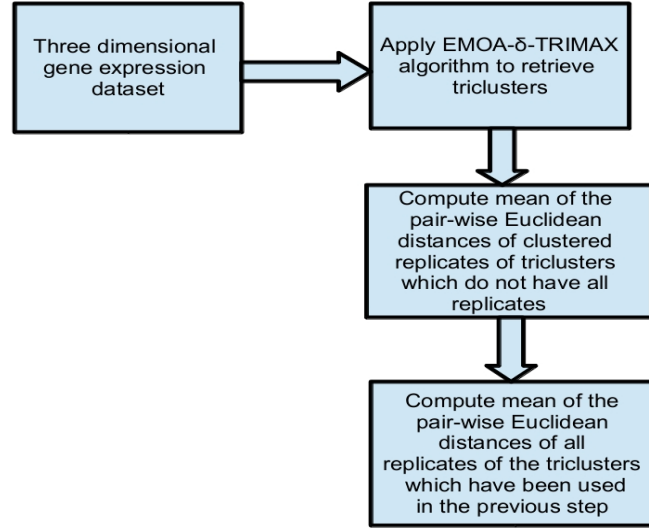 Three dimensional
gene expression
dataset
Apply EMOA-δ-TRIMAX
algorithm to retrieve
triclusters
Compute mean of the
pair-wise Euclidean
distances of clustered
replicates of triclusters
which do not have all
replicates
Compute mean of the
pair-wise Euclidean
distances of all
replicates of the triclusters
which have been used
in the previous step